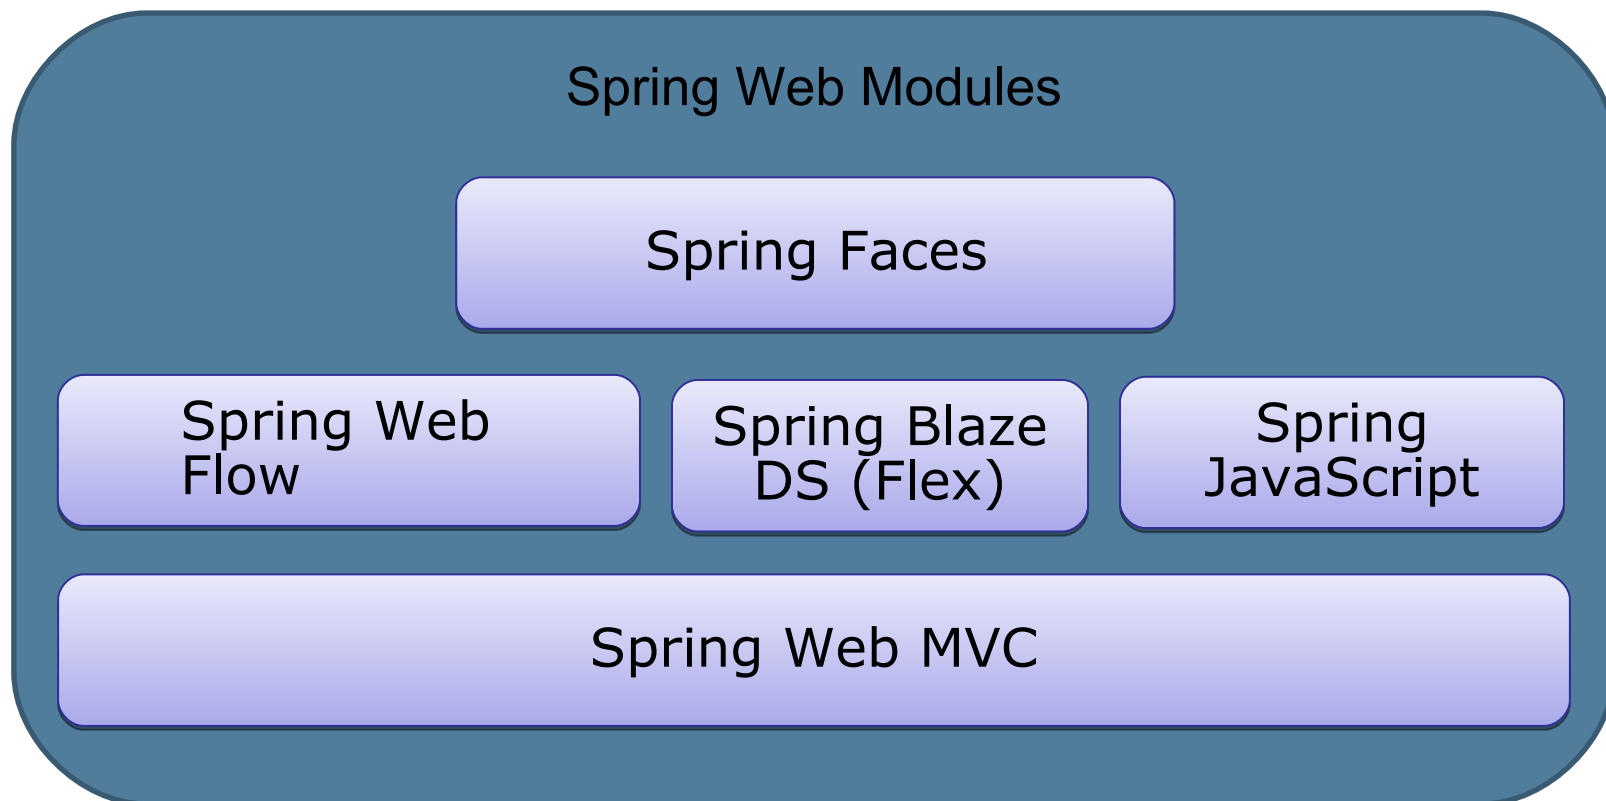 Spring Web Modules
Spring Faces
Spring Web
Flow
Spring Blaze
DS (Flex)
Spring
JavaScript
Spring Web MVC